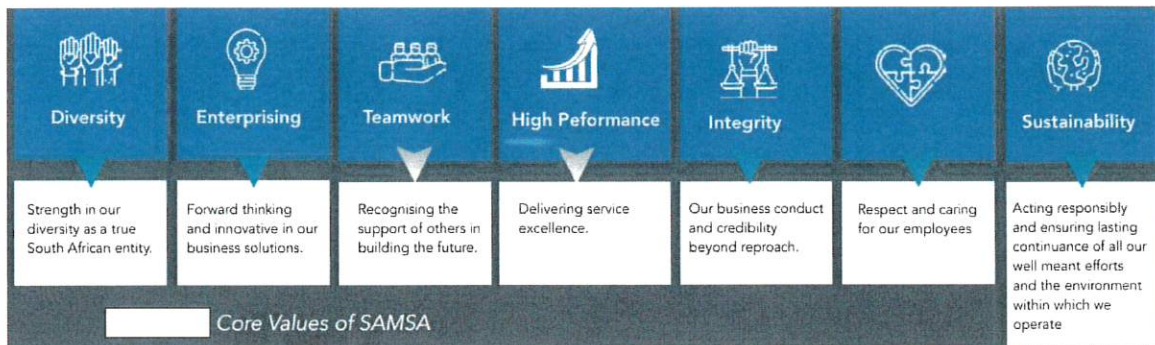 Diversity
Enterprising
Teamwork
High Peformance
Integrity
Sustainability
Strength in our
diversity as a true
South African entity.
Forward thinking
and innovative in our
business solutions.
Recognising the
support of others in
building the future.
Delivering service
excellence.
Our business conduct
and credibility
beyond reproach.
Respect and caring
for our employees
Acting responsibly
and ensuring lasting
continuance of all our
well meant efforts
and the environment
within which we
operate
Core Values of SAMSA